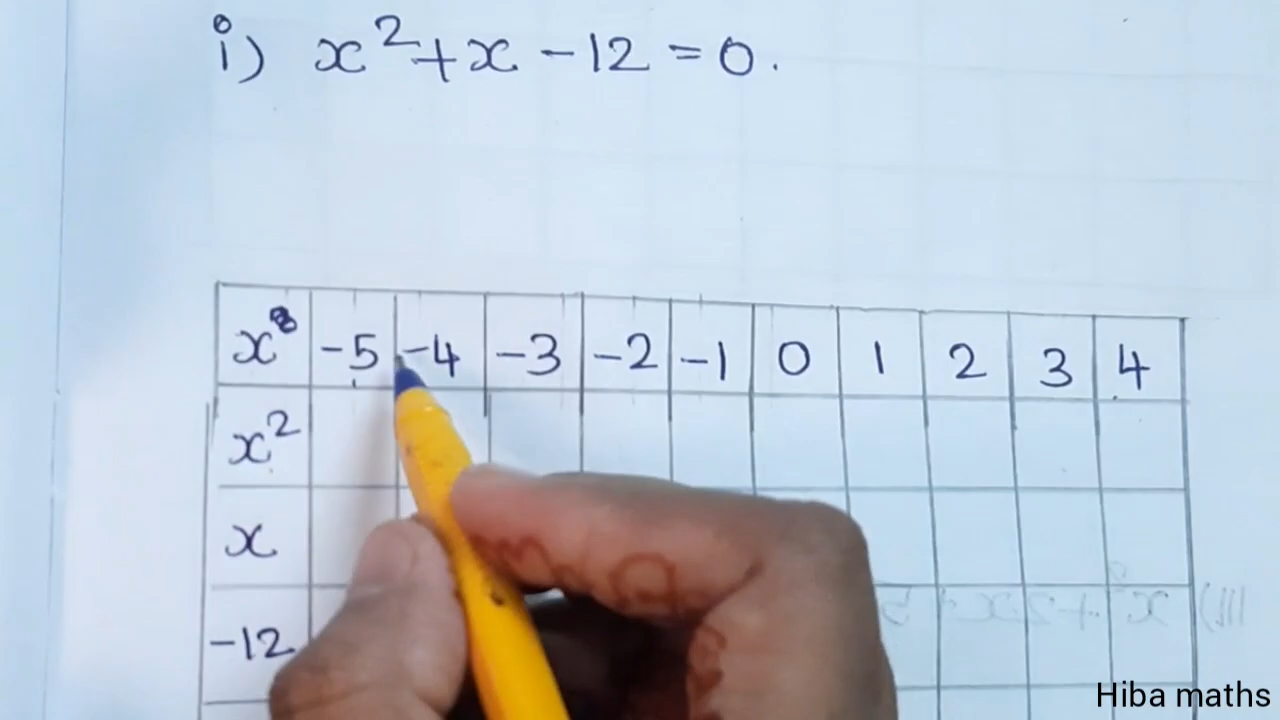 i) x²+x-12=0.
x -5 -4 -3 -2 -1 0 1 2 3 4
x²
x
-12
Hiba maths